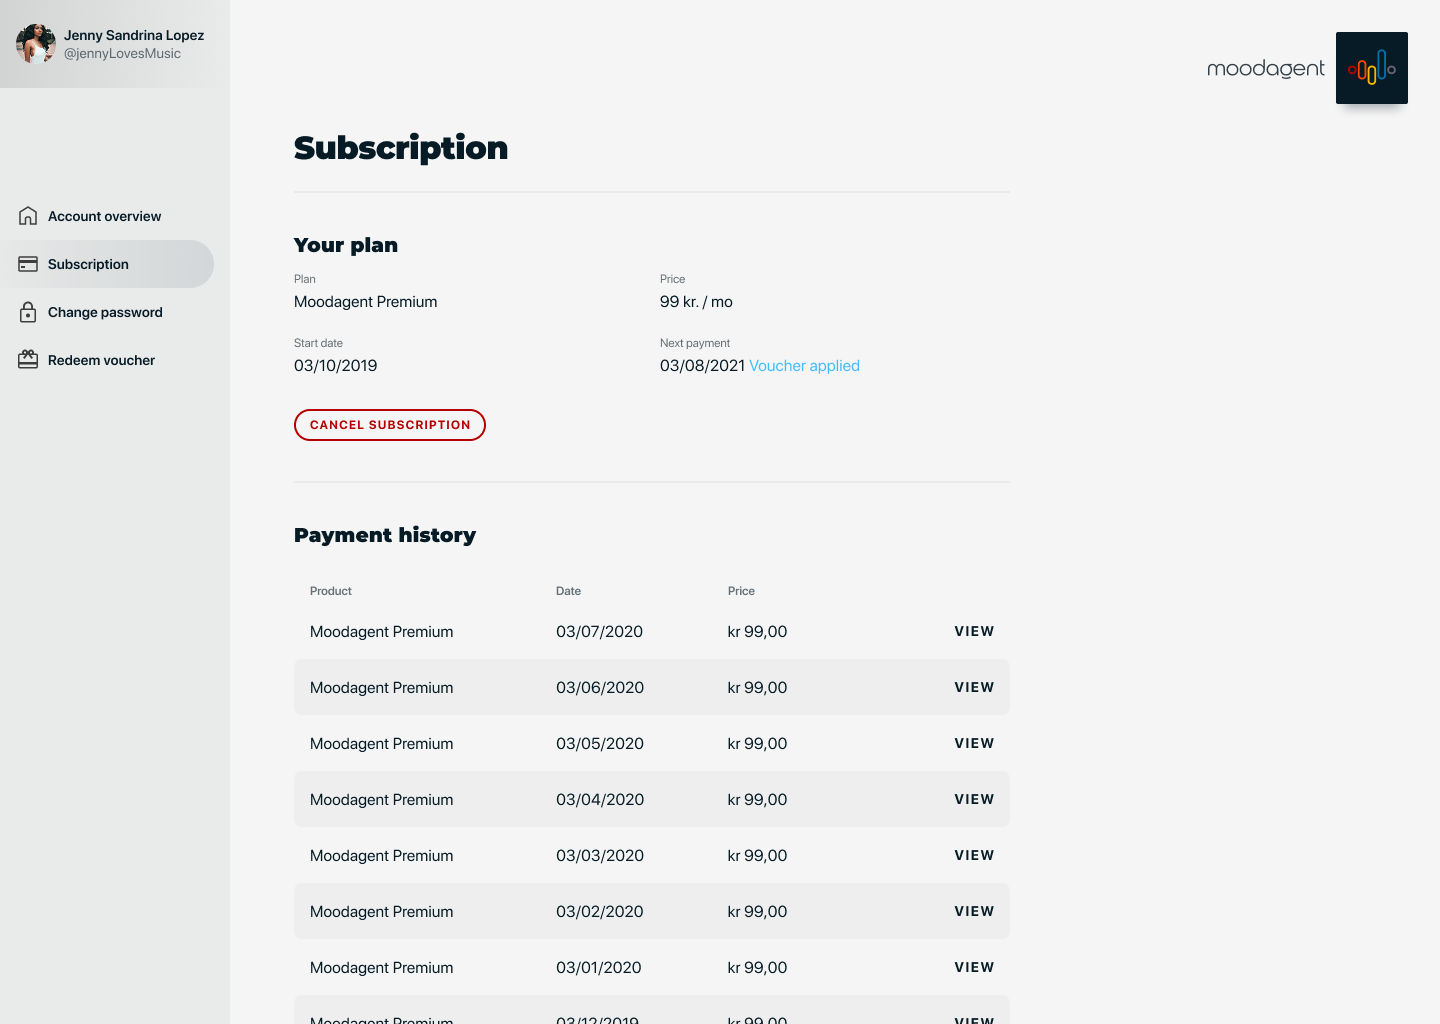 Jenny Sandrina Lopez
@jennyLovesMusic
moodagent
Account overview
Subscription
Change password
Redeem voucher
Subscription
Your plan
Plan
Moodagent Premium
Price
99 kr. / mo
Start date
03/10/2019
Next payment
03/08/2021 Voucher applied
CANCEL SUBSCRIPTION
Payment history
Product Date Price
Moodagent Premium 03/07/2020 kr 99,00 VIEW
Moodagent Premium 03/06/2020 kr 99,00 VIEW
Moodagent Premium 03/05/2020 kr 99,00 VIEW
Moodagent Premium 03/04/2020 kr 99,00 VIEW
Moodagent Premium 03/03/2020 kr 99,00 VIEW
Moodagent Premium 03/02/2020 kr 99,00 VIEW
Moodagent Premium 03/01/2020 kr 99,00 VIEW
Moodagent Premium 03/12/2019 kr 99,00 VIEW